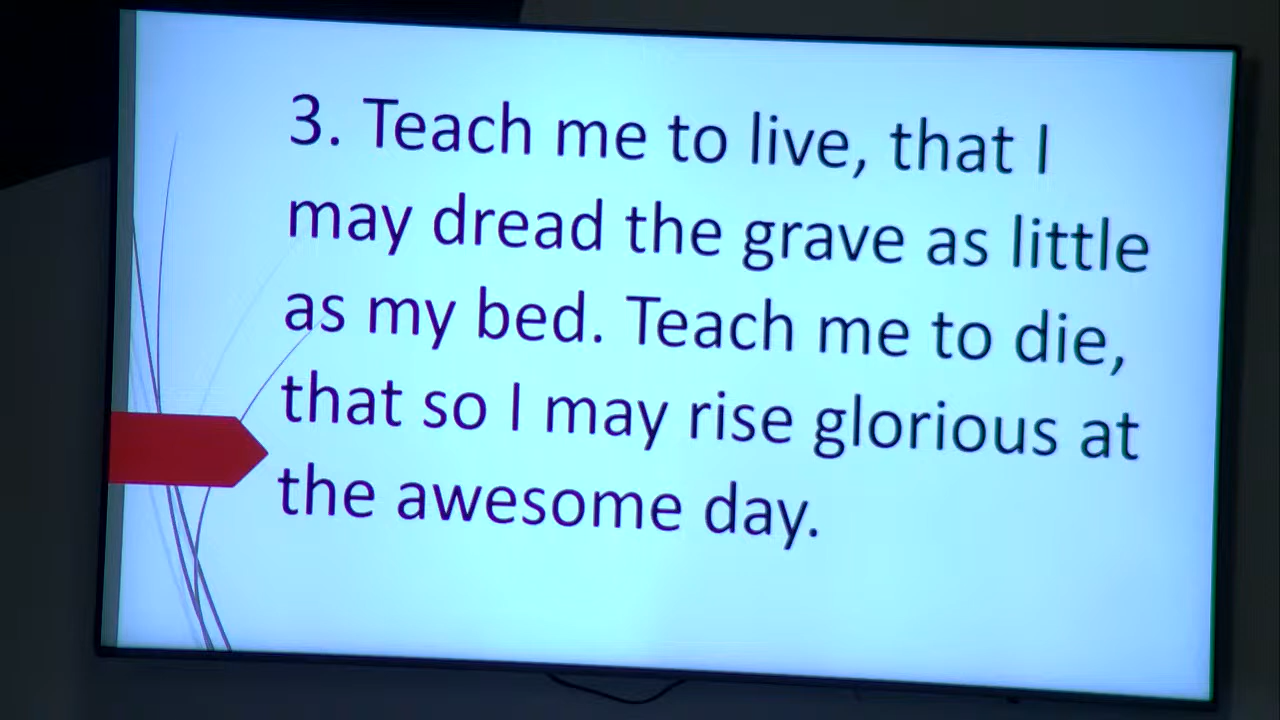 3. Teach me to live, that I
may dread the grave as little
as my bed. Teach me to die,
that so I may rise glorious at
the awesome day.